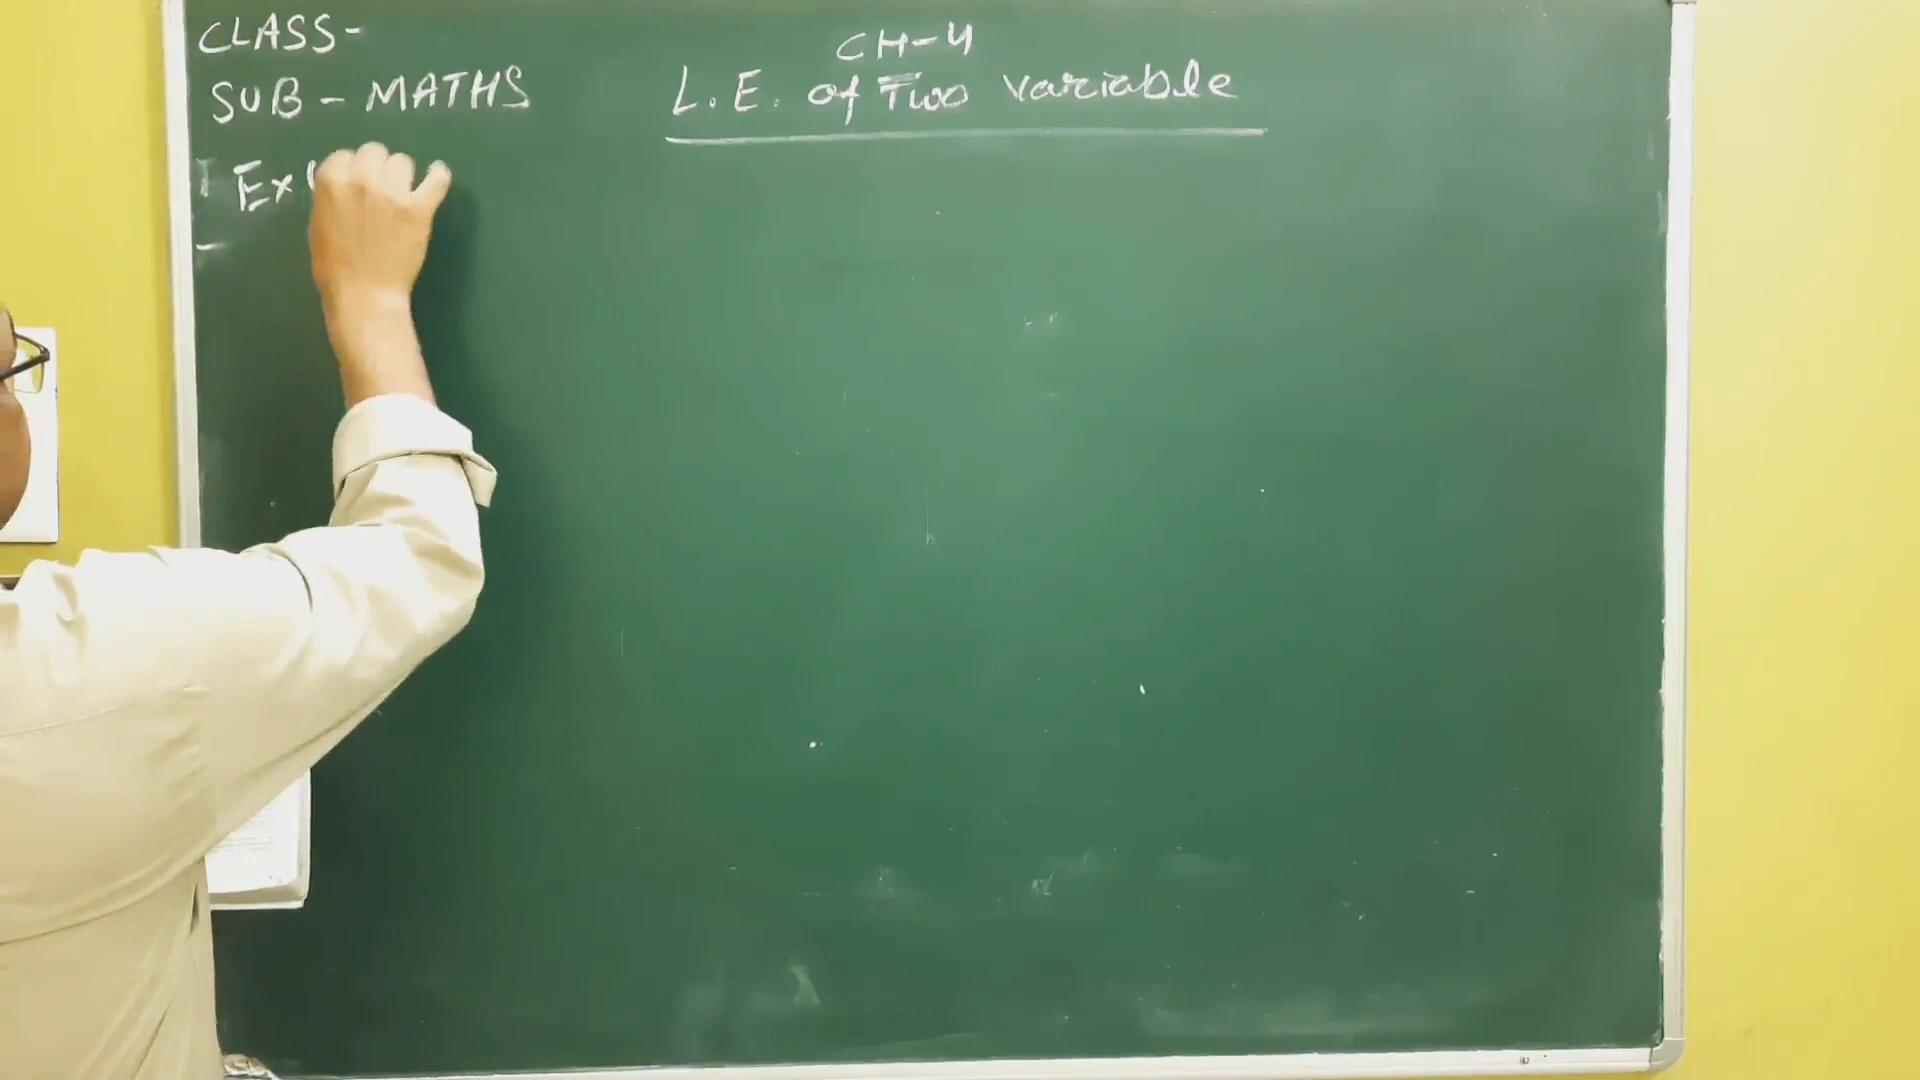 CLASS-
SUB - MATHS
CH-4
L.E. of Two variable
Ex